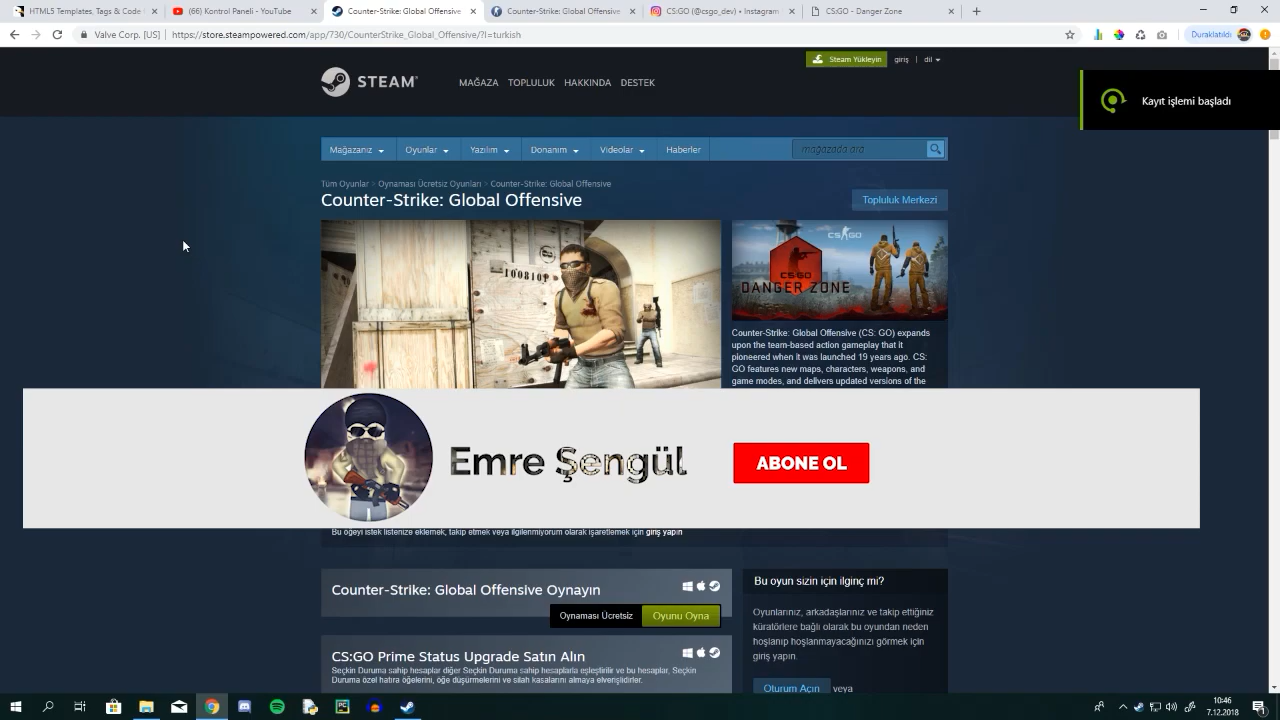 HTML5 Templates, Tags & Code
(66) Kontrol Paneli - YouTube
Counter-Strike: Global Offensive
Counter-Strike: Global Offensive
CS:GO (@csgo_dev) • Instagram
CS:GO - Danger Zone
Valve Corp. [US] | https://store.steampowered.com/app/730/CounterStrike_Global_Offensive/?l=turkish
Duraklatıldı
Steam Yükleyin
giriş | dil
STEAM
MAĞAZA TOPLULUK HAKKINDA DESTEK
Kayıt işlemi başladı
Mağazanız Oyunlar Yazılım Donanım Videolar Haberler
mağazada ara
Tüm Oyunlar > Oynaması Ücretsiz Oyunları > Counter-Strike: Global Offensive
Counter-Strike: Global Offensive
Topluluk Merkezi
CS:GO
CS:GO
DANGER ZONE
Counter-Strike: Global Offensive (CS: GO) expands
upon the team-based action gameplay that it
pioneered when it was launched 19 years ago. CS:
GO features new maps, characters, weapons, and
game modes, and delivers updated versions of the
Emre Şengül
ABONE OL
Bu öğeyi istek listenize eklemek, takip etmek veya ilgilenmiyorum olarak işaretlemek için giriş yapın
Counter-Strike: Global Offensive Oynayın
Oynaması Ücretsiz
Oyunu Oyna
CS:GO Prime Status Upgrade Satın Alın
Seçkin Duruma sahip hesaplar diğer Seçkin Duruma sahip hesaplarla eşleştirilir ve bu hesaplar, Seçkin
Duruma özel hatıra öğelerini, öğe düşürmelerini ve silah kasalarını almaya elverişlidirler.
Bu oyun sizin için ilginç mi?
Oyunlarınız, arkadaşlarınız ve takip ettiğiniz
küratörlere bağlı olarak bu oyundan neden
hoşlanıp hoşlanmayacağınızı görmek için
giriş yapın.
Oturum Açın veya
10:46
7.12.2018